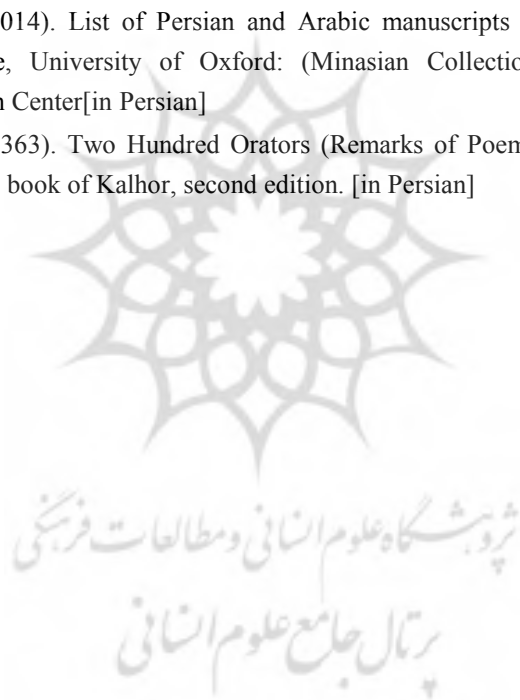 014). List of Persian and Arabic manuscripts
e, University of Oxford: (Minasian Collectio
n Center[in Persian]
363). Two Hundred Orators (Remarks of Poem
book of Kalhor, second edition. [in Persian]
پژوهشگاه علوم انسانی و مطالعات فرهنگی
پرتال جامع علوم انسانی